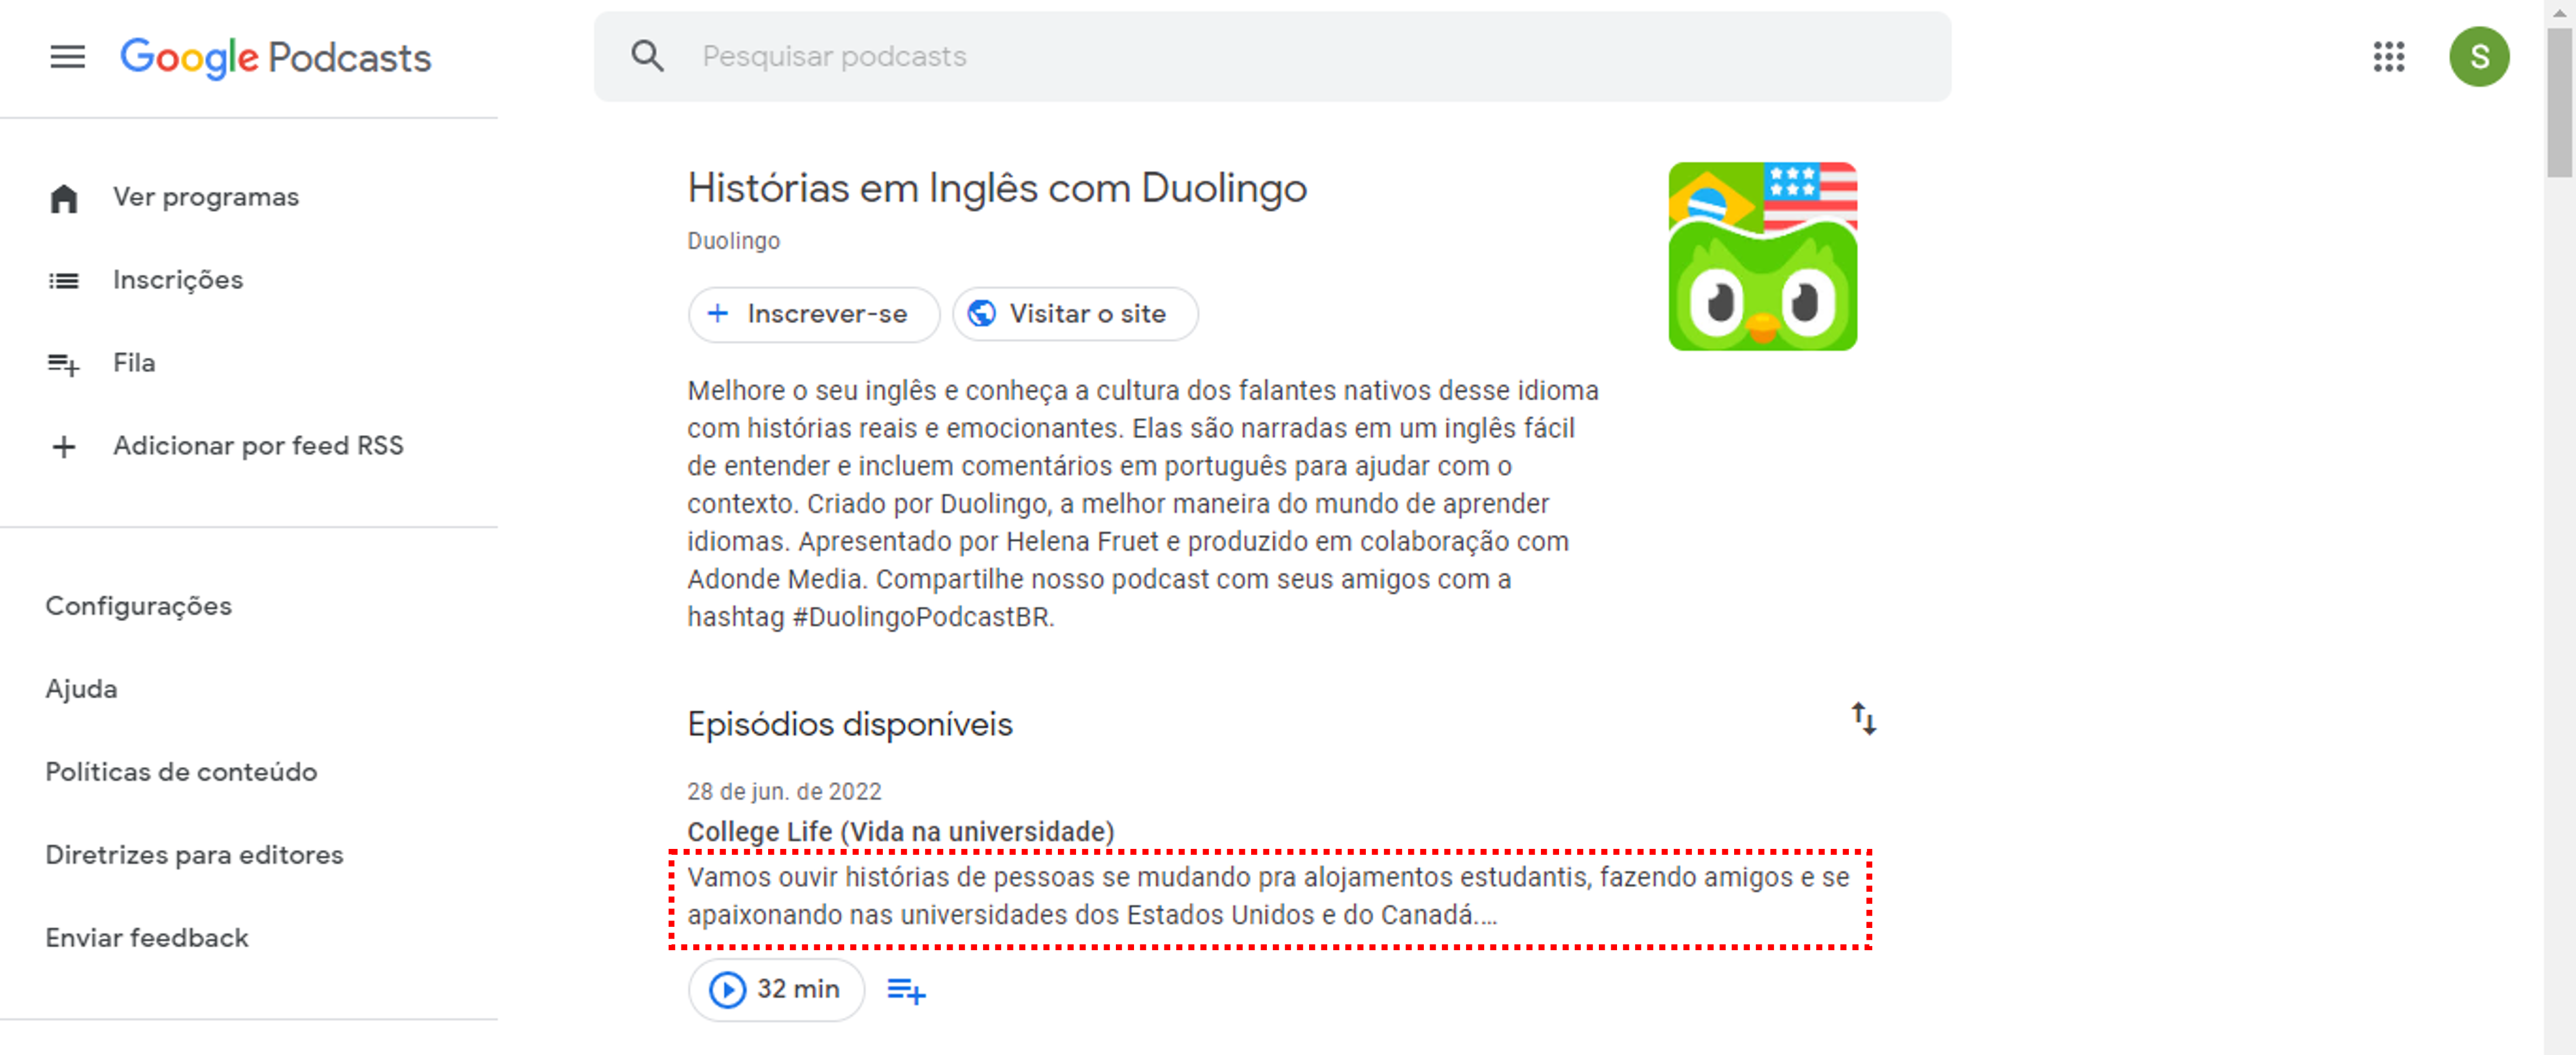 Google Podcasts
Pesquisar podcasts
S
Ver programas
Inscrições
Fila
Adicionar por feed RSS
Configurações
Ajuda
Políticas de conteúdo
Diretrizes para editores
Enviar feedback
Histórias em Inglês com Duolingo
Duolingo
Inscrever-se
Visitar o site
Melhore o seu inglês e conheça a cultura dos falantes nativos desse idioma
com histórias reais e emocionantes. Elas são narradas em um inglês fácil
de entender e incluem comentários em português para ajudar com o
contexto. Criado por Duolingo, a melhor maneira do mundo de aprender
idiomas. Apresentado por Helena Fruet e produzido em colaboração com
Adonde Media. Compartilhe nosso podcast com seus amigos com a
hashtag #DuolingoPodcastBR.
Episódios disponíveis
28 de jun. de 2022
College Life (Vida na universidade)
Vamos ouvir histórias de pessoas se mudando pra alojamentos estudantis, fazendo amigos e se
apaixonando nas universidades dos Estados Unidos e do Canadá.…
32 min